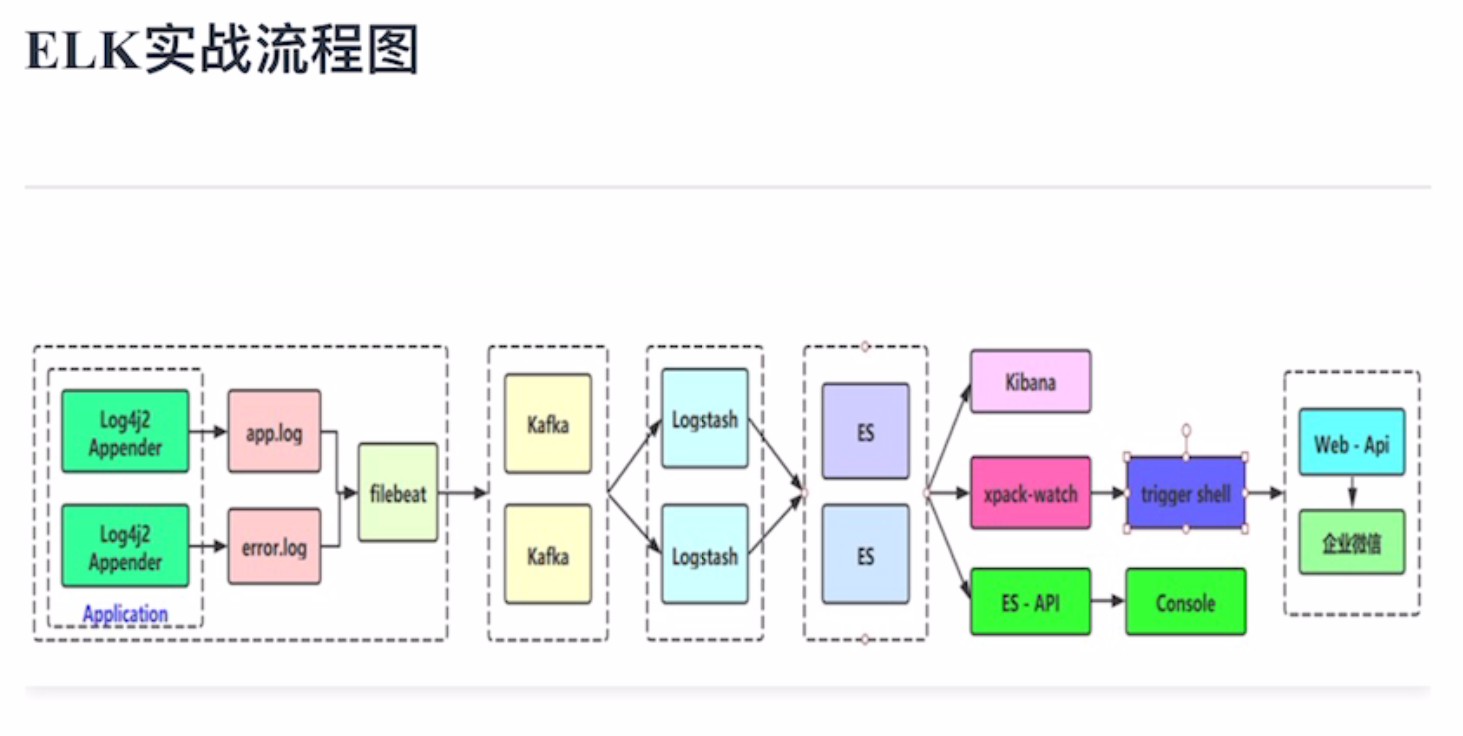 ELK实战流程图
Log4j2
Appender
app.log
Log4j2
Appender
error.log
Application
filebeat
Kafka
Kafka
Logstash
Logstash
ES
ES
Kibana
xpack-watch
trigger shell
ES - API
Console
Web - Api
企业微信